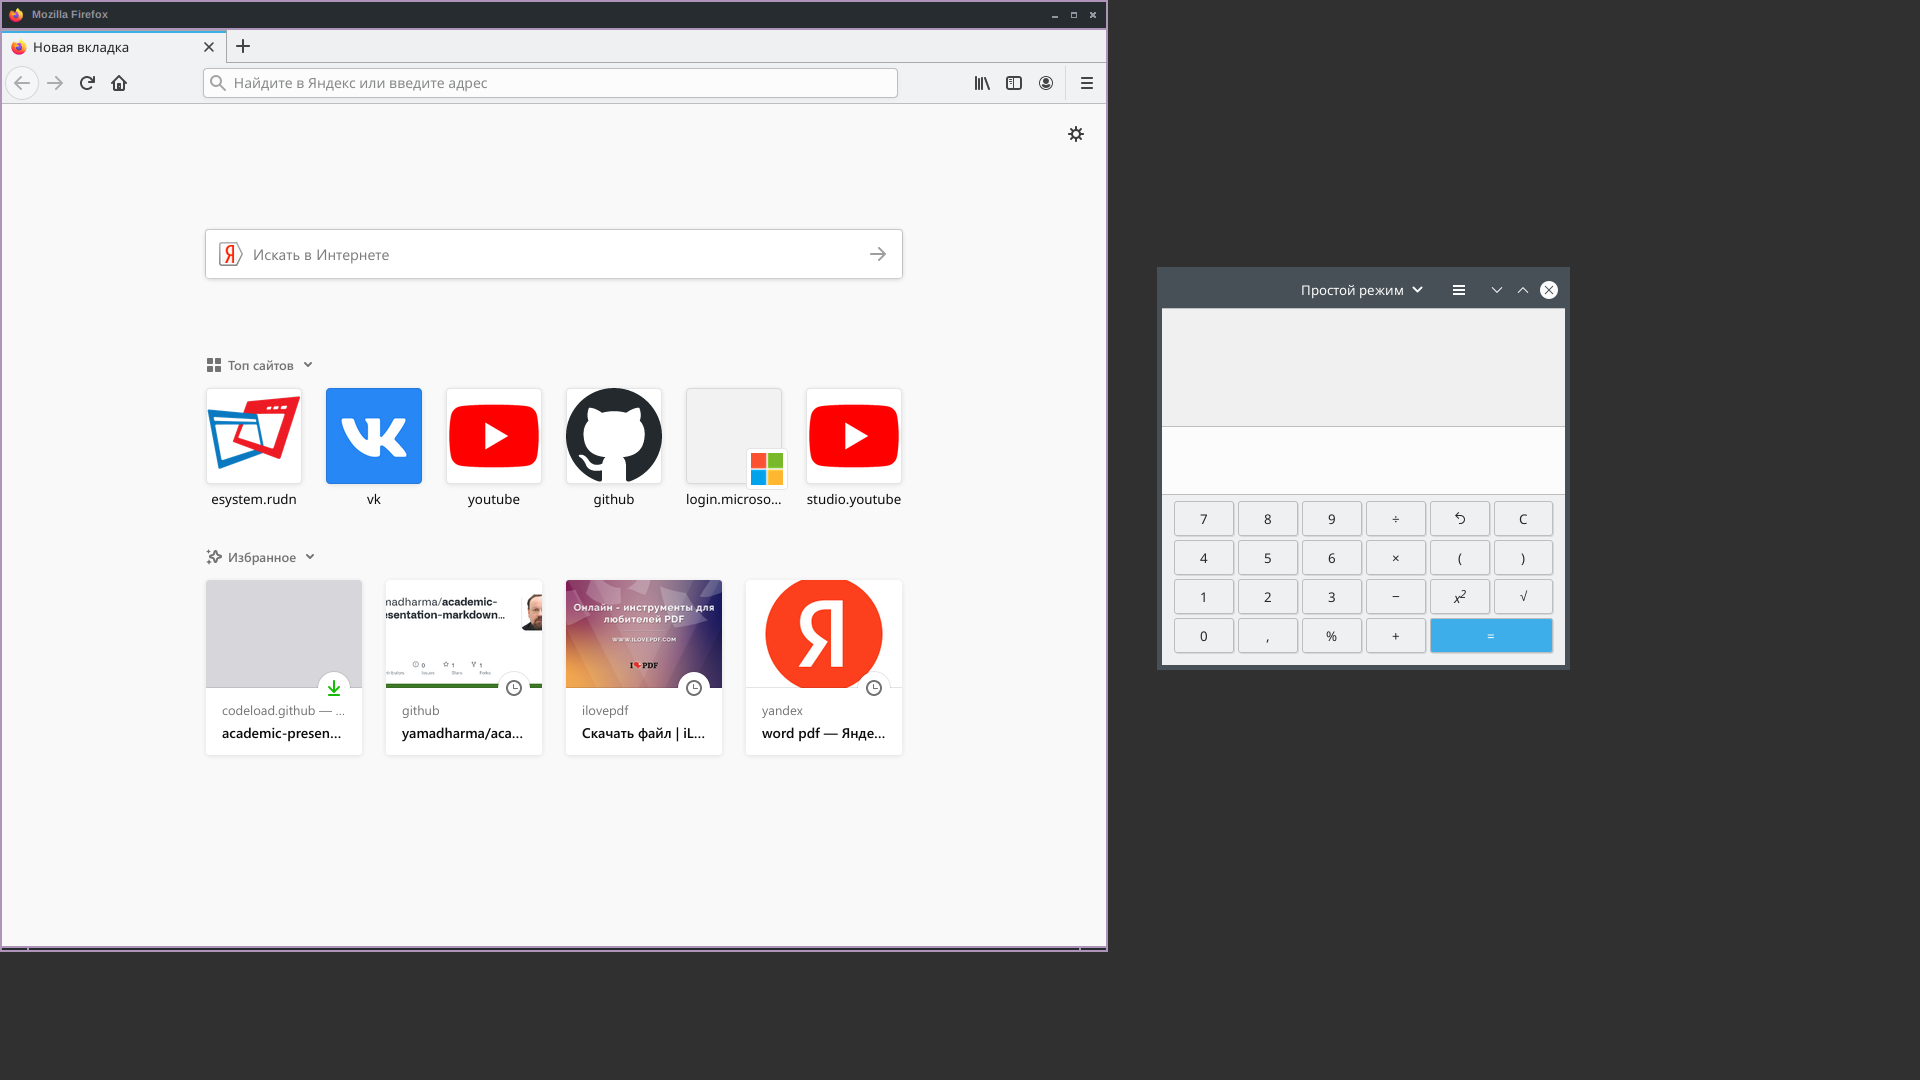 Mozilla Firefox
Новая вкладка
Найдите в Яндекс или введите адрес
Я Искать в Интернете
Топ сайтов
esystem.rudn vk youtube github login.microso... studio.youtube
Избранное
madharma/academic-
esentation-markdown...
Онлайн - инструменты для
любителей PDF
WWW.ILOVEPDF.COM
I PDF
Я
codeload.github — ...
academic-presen...
github
yamadharma/aca...
ilovepdf
Скачать файл | iL...
yandex
word pdf — Янде...
Простой режим
7 8 9 ÷ C
4 5 6 × ( )
1 2 3 − x² √
0 , % + =